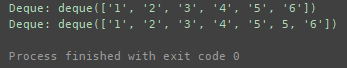 Deque: deque(['1', '2', '3', '4', '5', '6'])
Deque: deque(['1', '2', '3', '4', '5', 5, '6'])
Process finished with exit code 0